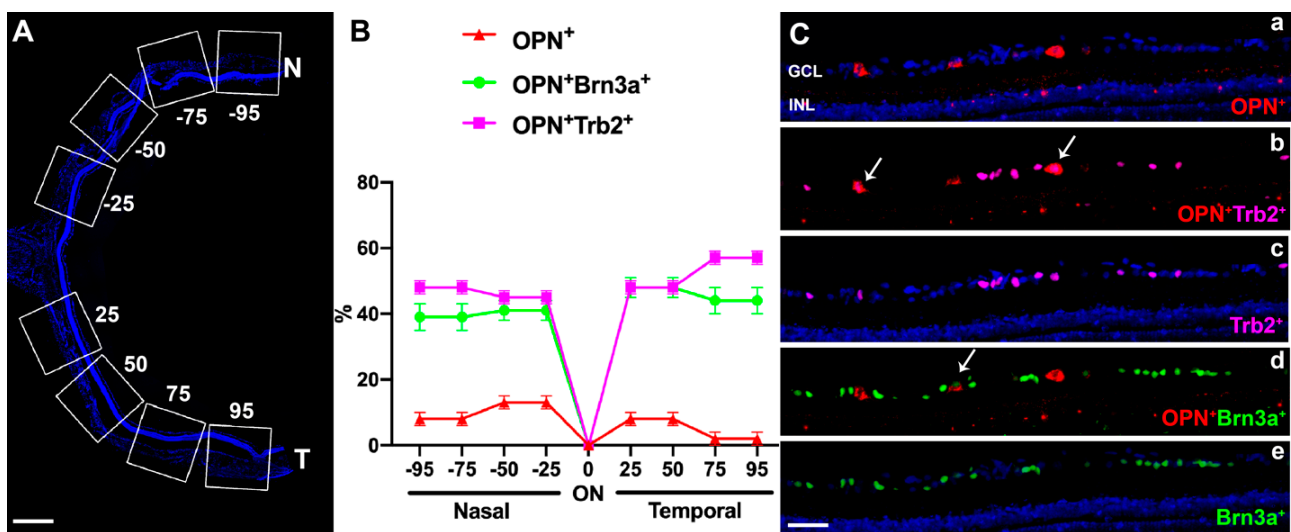 A
N
-95
-75
-50
-25
25
50
75
95
T
B
OPN⁺
OPN⁺Brn3a⁺
OPN⁺Trb2⁺
%
80
60
40
20
0
-95 -75 -50 -25 0 25 50 75 95
ON
Nasal Temporal
C
a
GCL
INL
OPN⁺
b
OPN⁺Trb2⁺
c
Trb2⁺
d
OPN⁺Brn3a⁺
e
Brn3a⁺